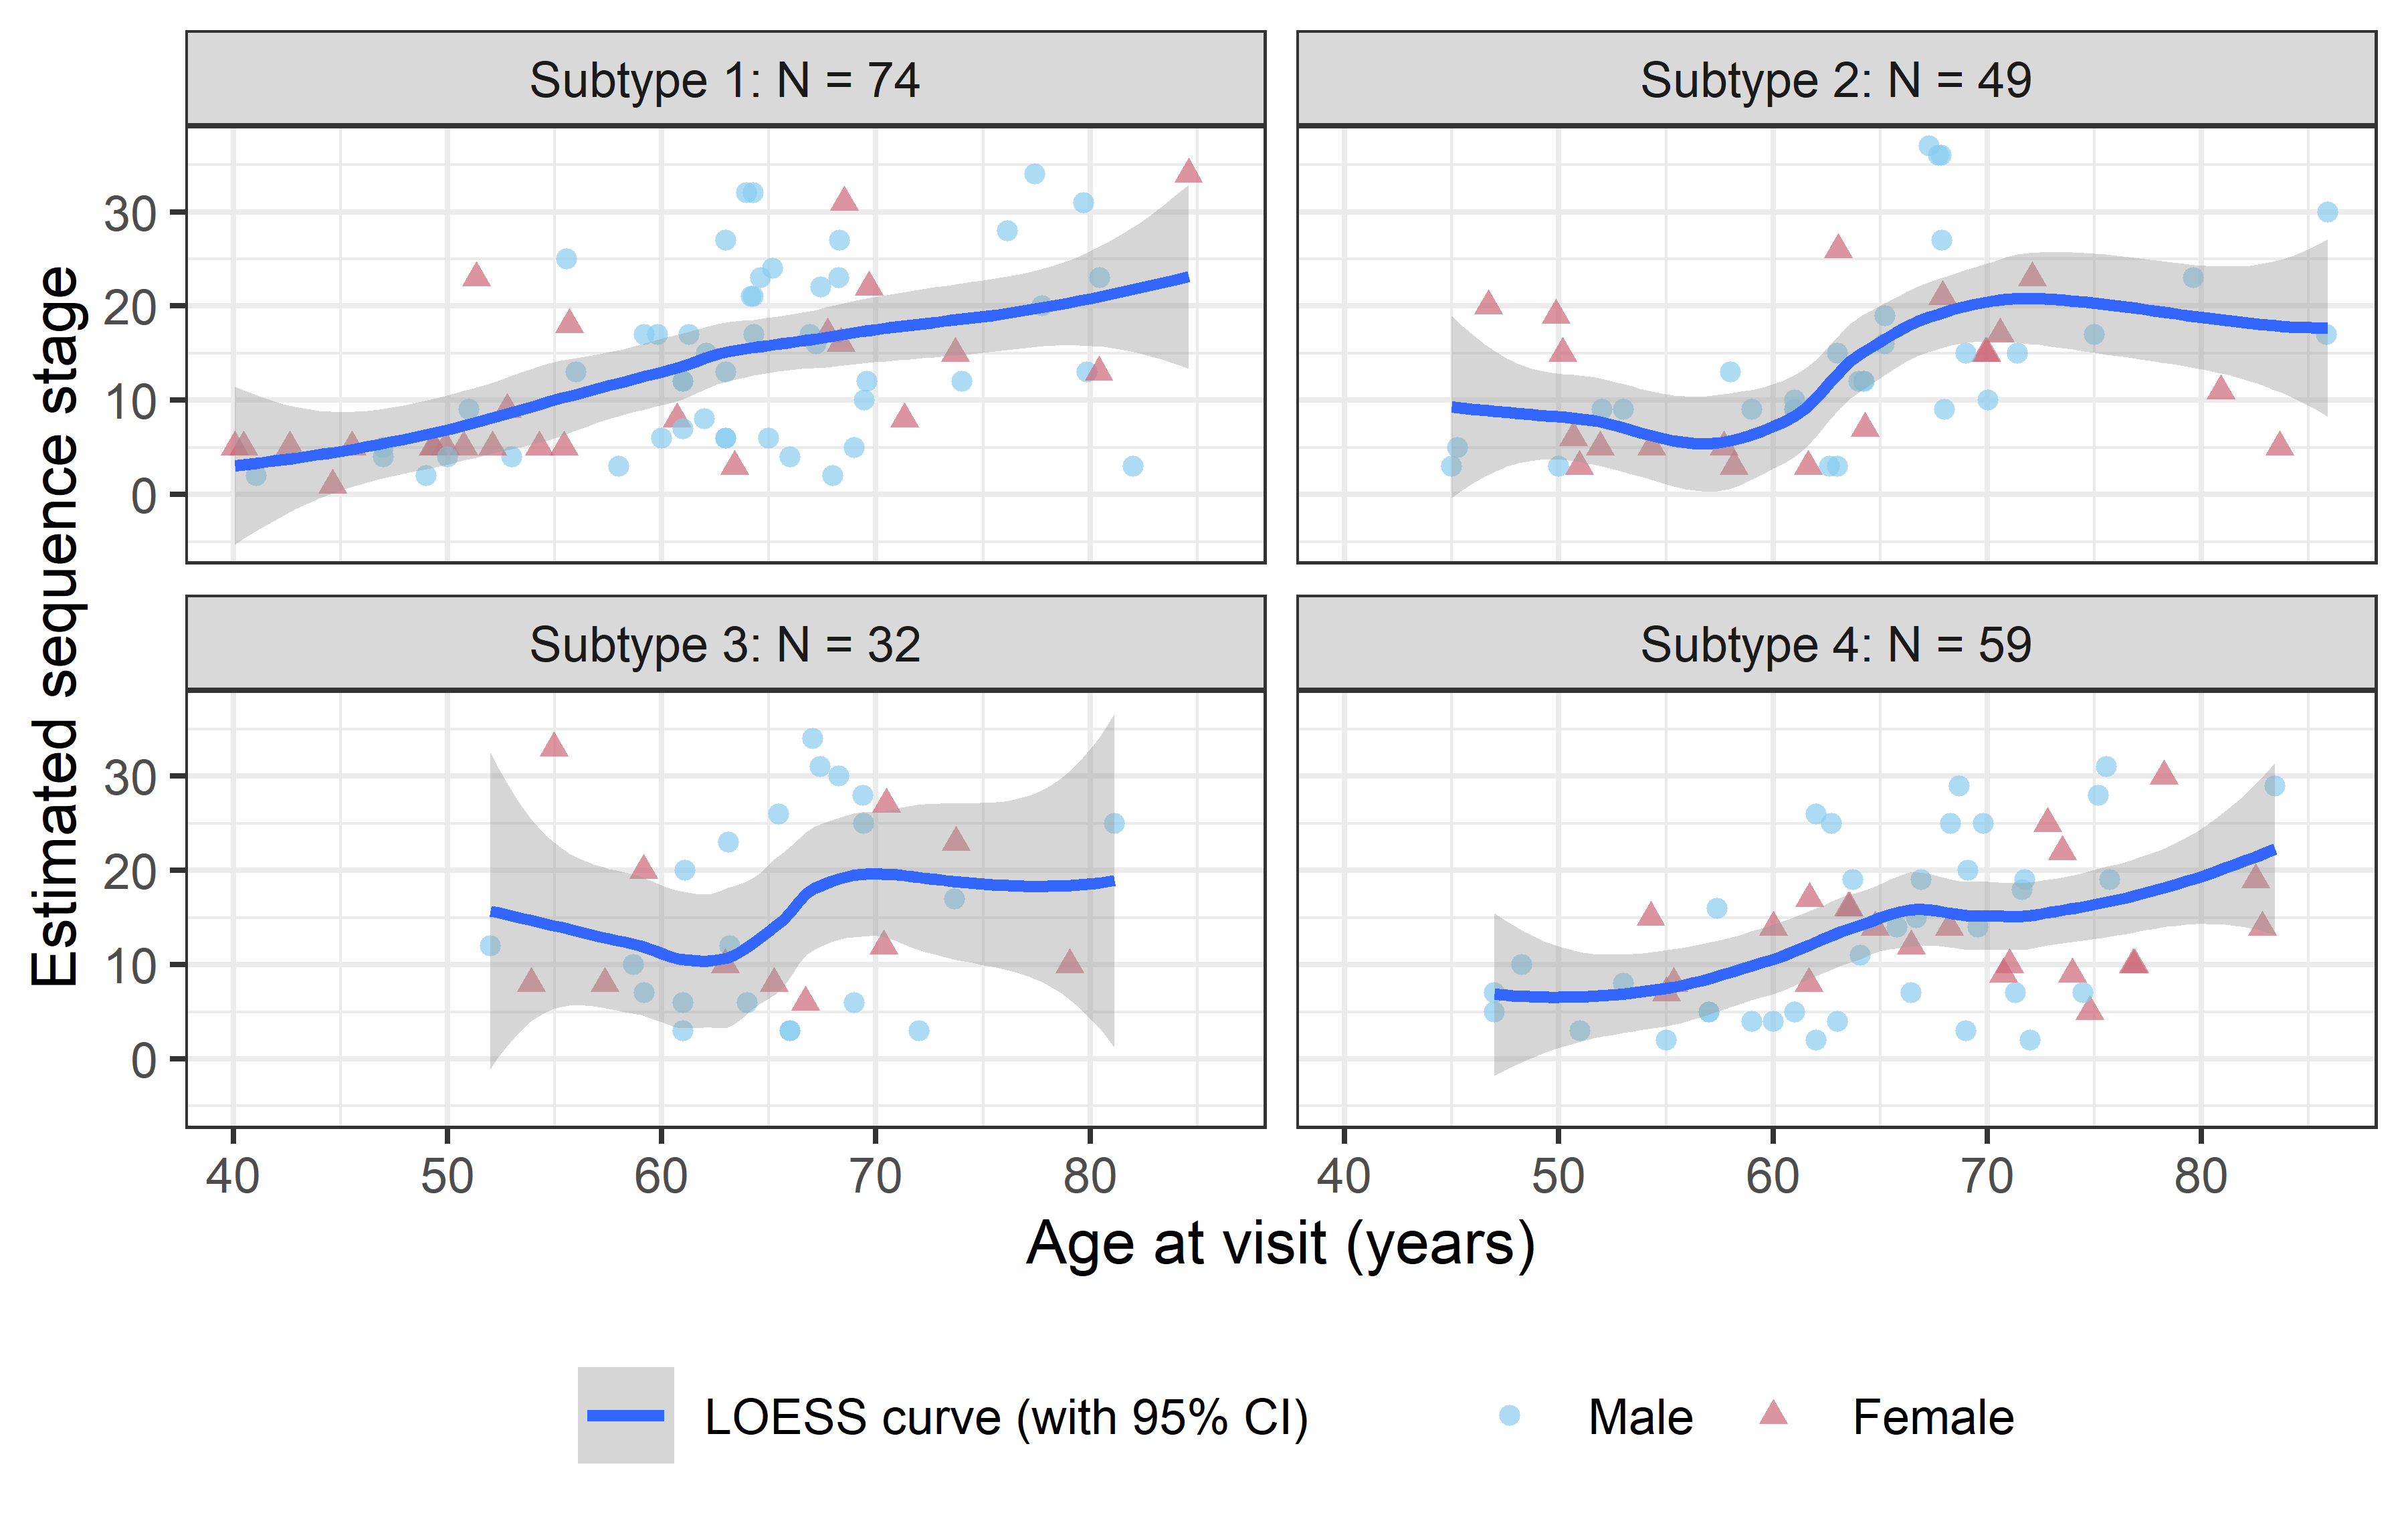 Subtype 1: N = 74
Subtype 2: N = 49
30
20
10
0
Subtype 3: N = 32
Subtype 4: N = 59
30
20
10
0
40 50 60 70 80
40 50 60 70 80
Estimated sequence stage
Age at visit (years)
LOESS curve (with 95% CI)
Male
Female